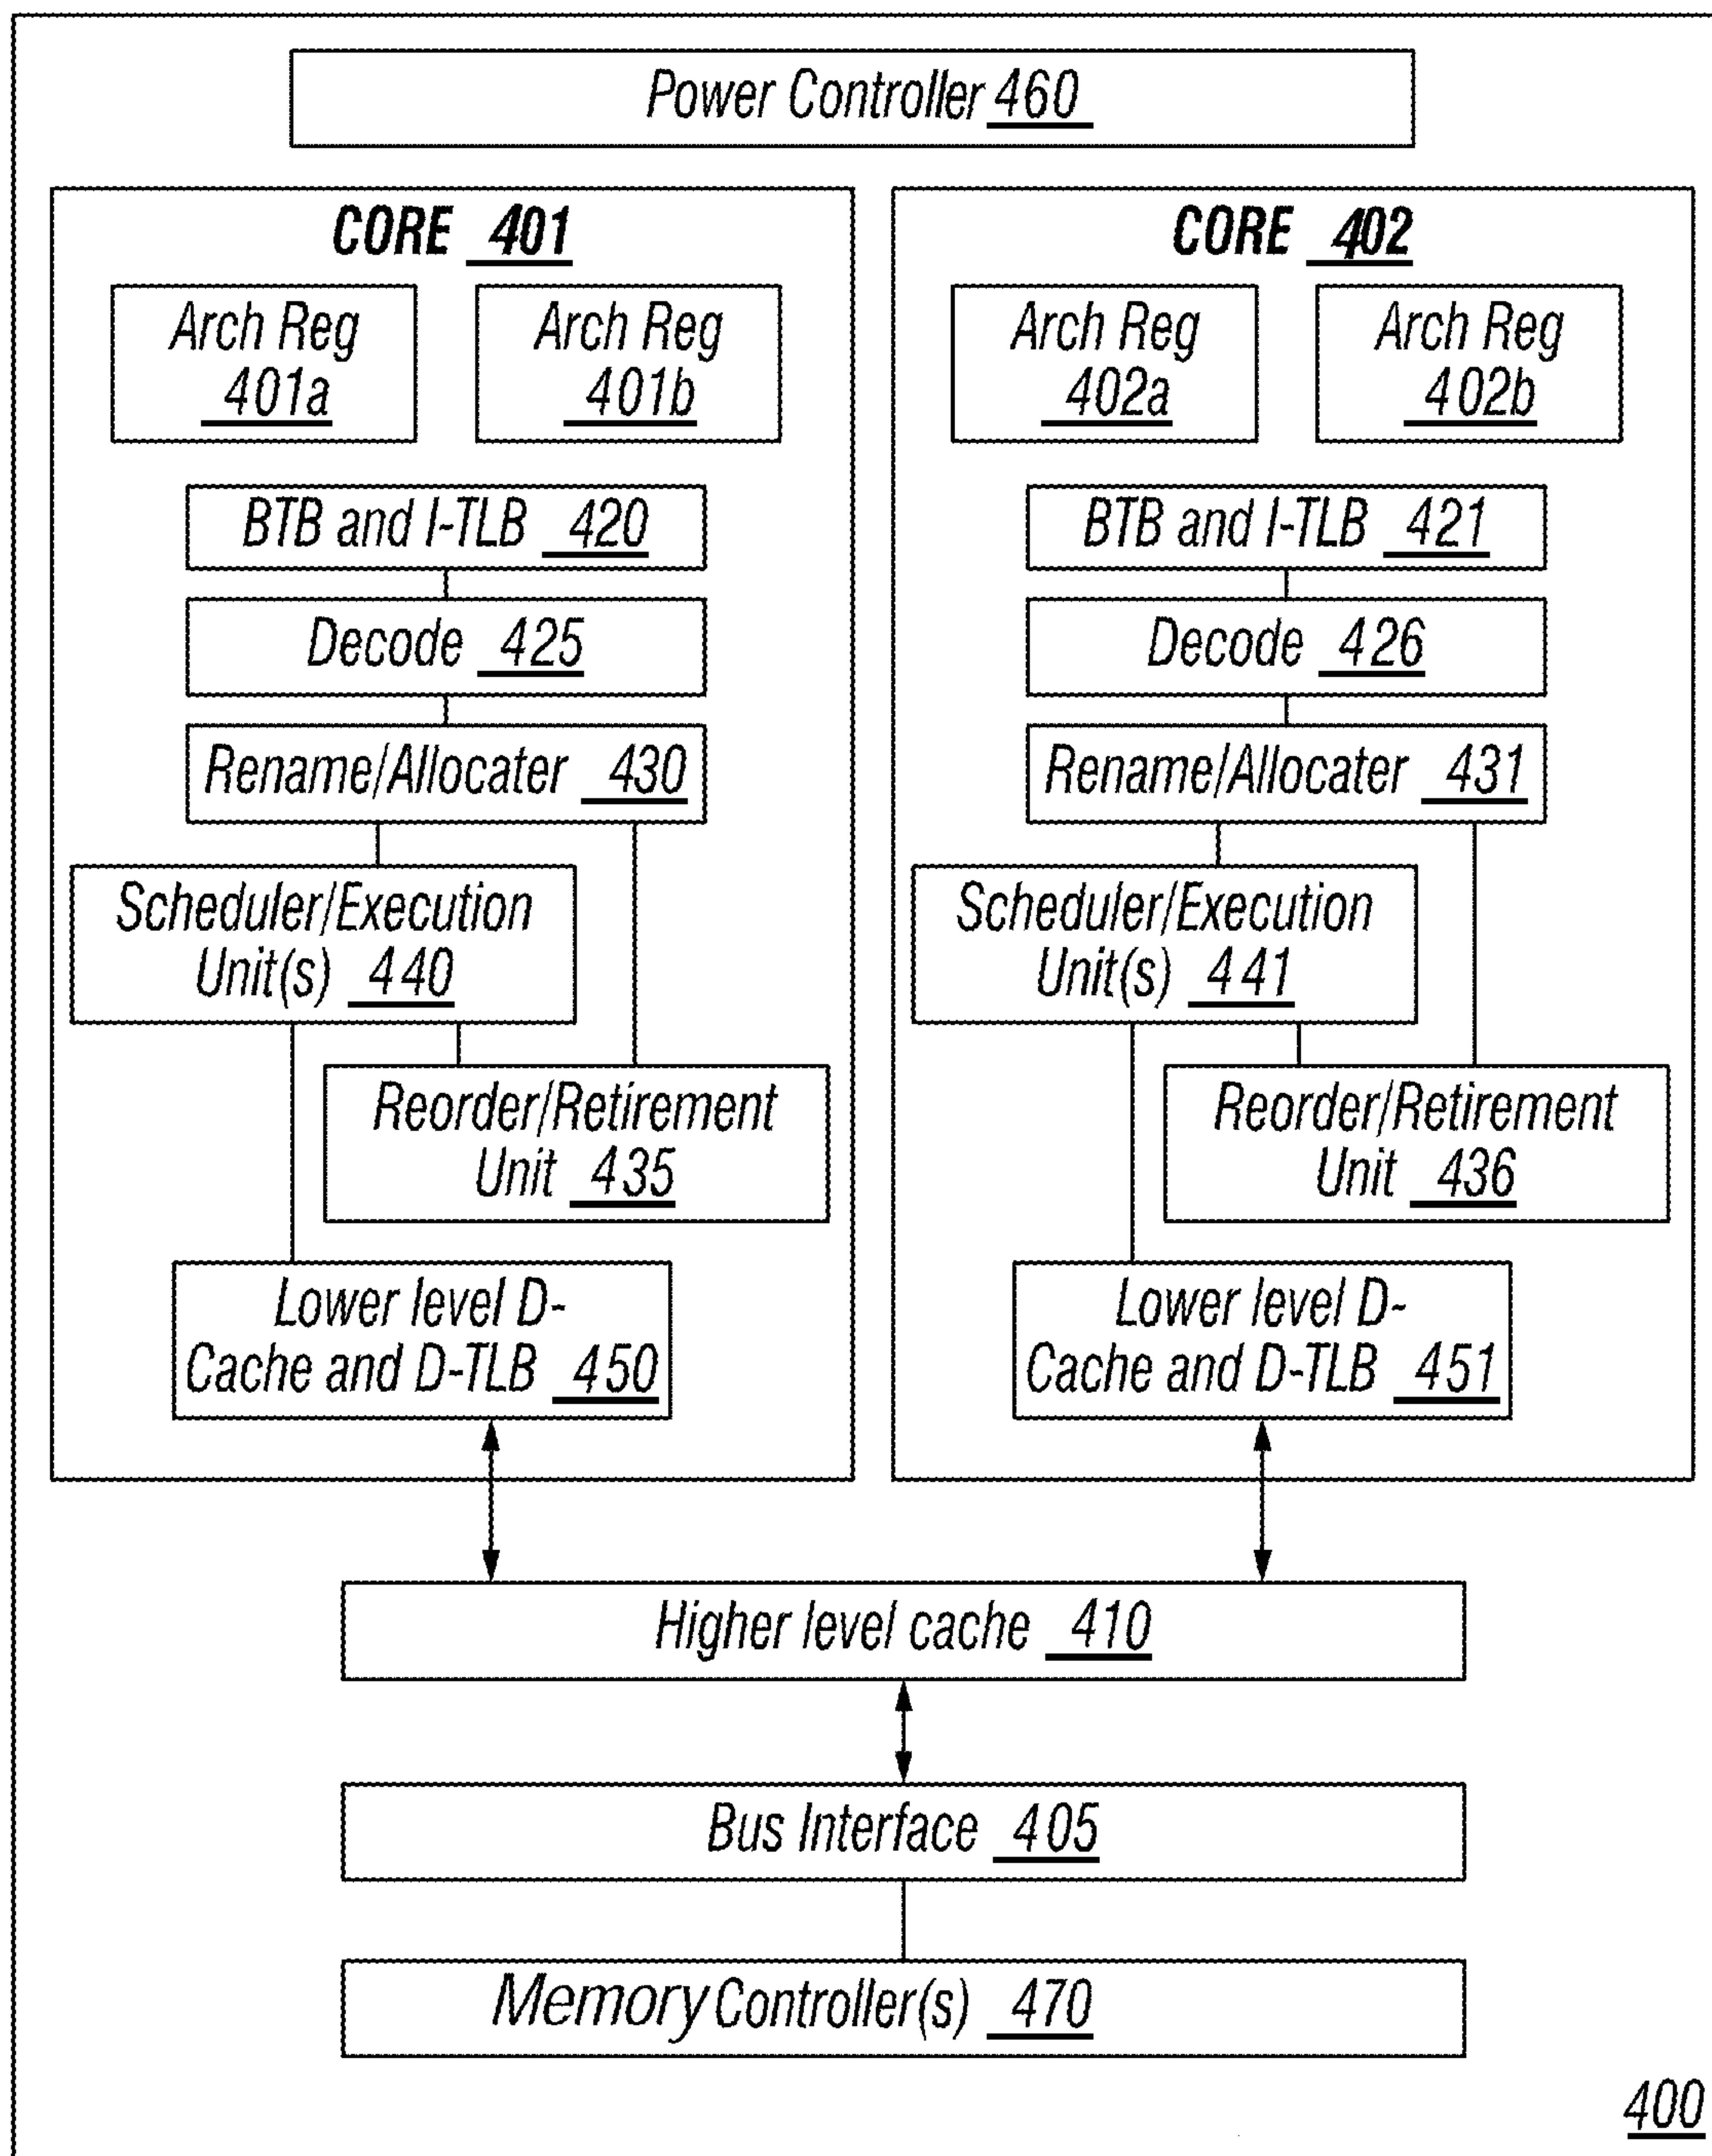 Power Controller 460
CORE 401
Arch Reg
401a
Arch Reg
401b
BTB and I-TLB 420
Decode 425
Rename/Allocater 430
Scheduler/Execution
Unit(s) 440
Reorder/Retirement
Unit 435
Lower level D-
Cache and D-TLB 450
CORE 402
Arch Reg
402a
Arch Reg
402b
BTB and I-TLB 421
Decode 426
Rename/Allocater 431
Scheduler/Execution
Unit(s) 441
Reorder/Retirement
Unit 436
Lower level D-
Cache and D-TLB 451
Higher level cache 410
Bus Interface 405
Memory Controller(s) 470
400